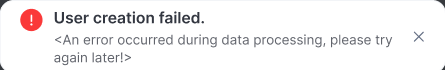 User creation failed.
<An error occurred during data processing, please try
again later!>